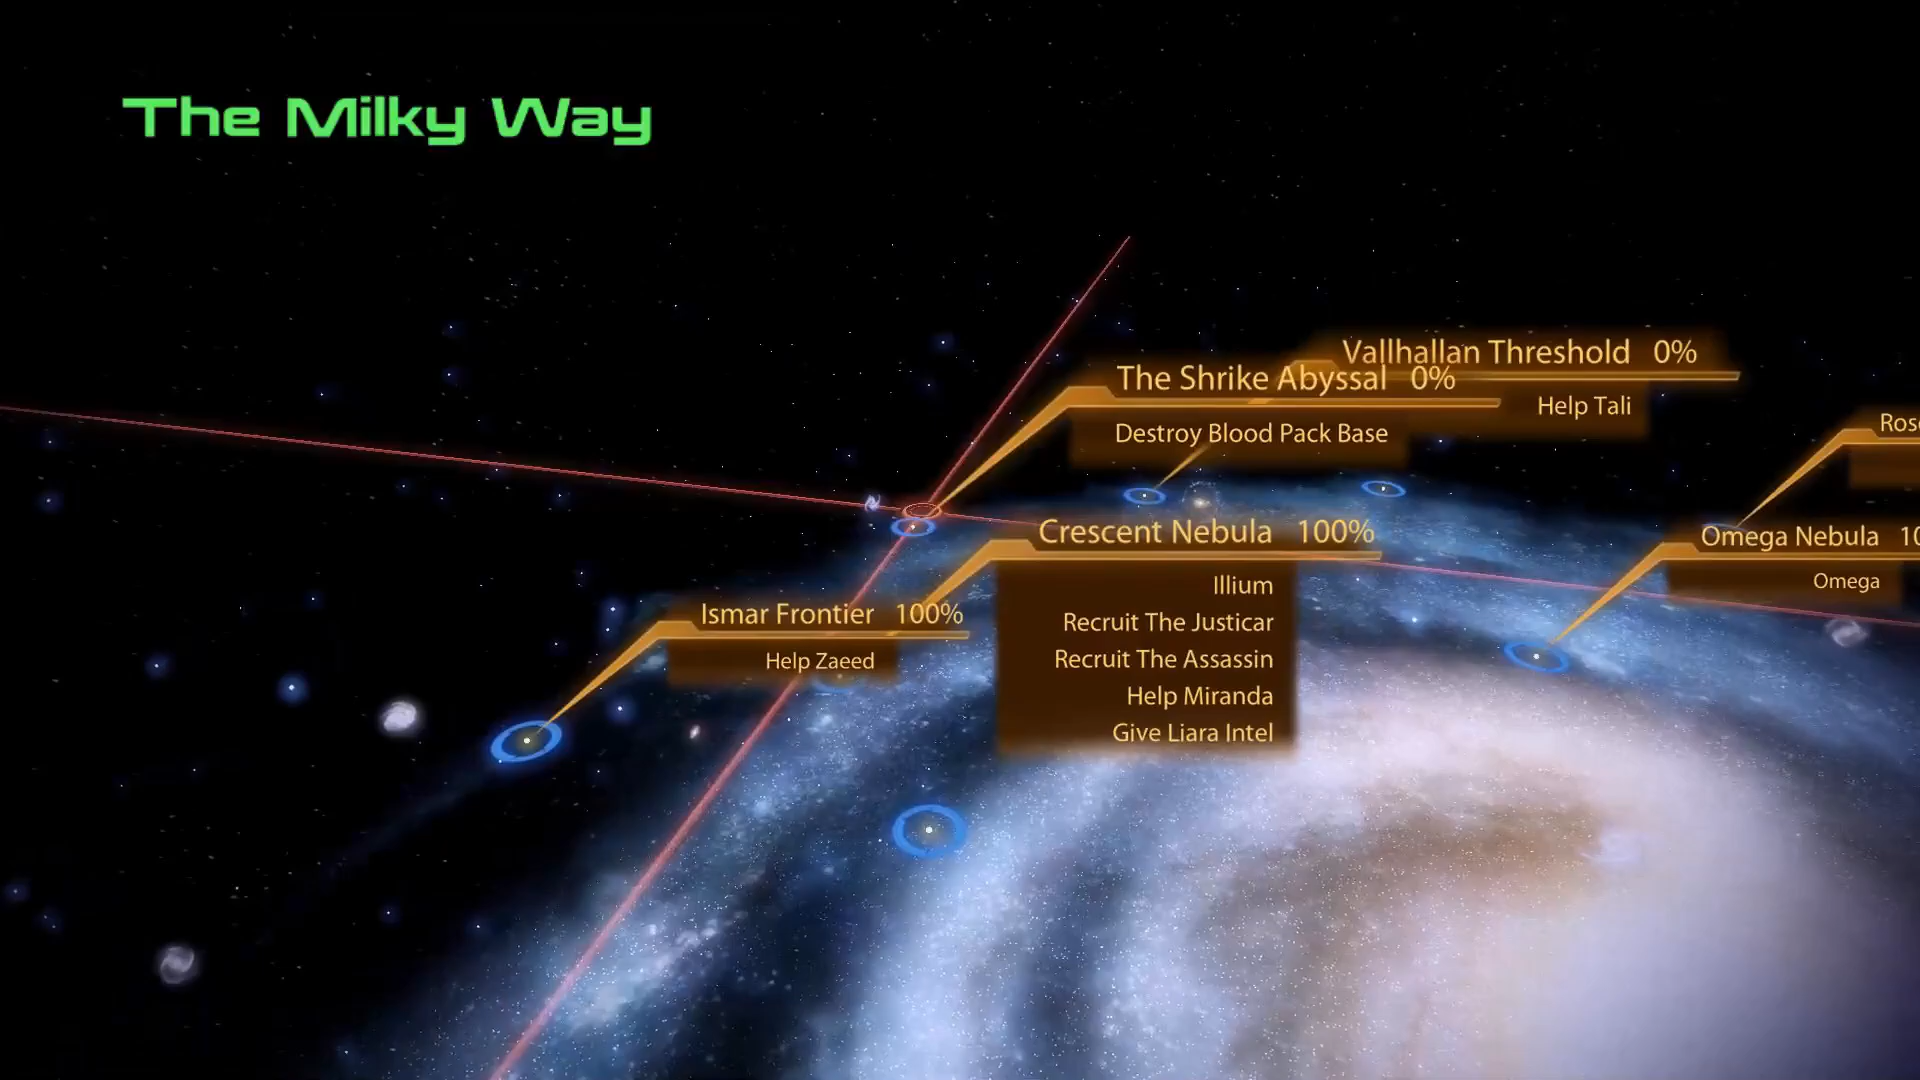 The Milky Way
Vallhallan Threshold 0%
Help Tali
The Shrike Abyssal 0%
Destroy Blood Pack Base
Omega Nebula
Omega
Crescent Nebula 100%
Illium
Recruit The Justicar
Recruit The Assassin
Help Miranda
Give Liara Intel
Ismar Frontier 100%
Help Zaeed